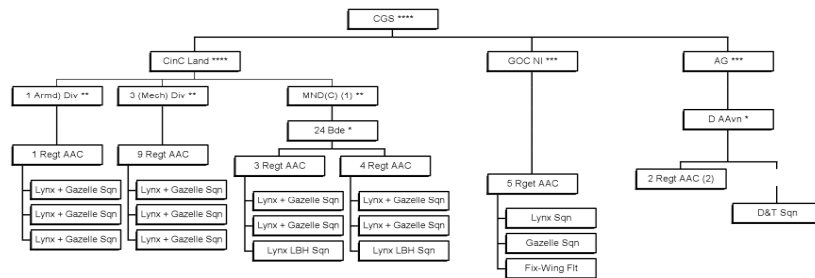 CGS ****
CinC Land ****
GOC NI ***
AG ***
1 Armd) Div **
3 (Mech) Div **
MND(C) (1) **
24 Bde *
D AAvn *
1 Regt AAC
9 Regt AAC
3 Regt AAC
4 Regt AAC
5 Rget AAC
2 Regt AAC (2)
D&T Sqn
Lynx + Gazelle Sqn
Lynx + Gazelle Sqn
Lynx + Gazelle Sqn
Lynx + Gazelle Sqn
Lynx + Gazelle Sqn
Lynx + Gazelle Sqn
Lynx + Gazelle Sqn
Lynx + Gazelle Sqn
Lynx LBH Sqn
Lynx + Gazelle Sqn
Lynx + Gazelle Sqn
Lynx LBH Sqn
Lynx Sqn
Gazelle Sqn
Fix-Wing Flt